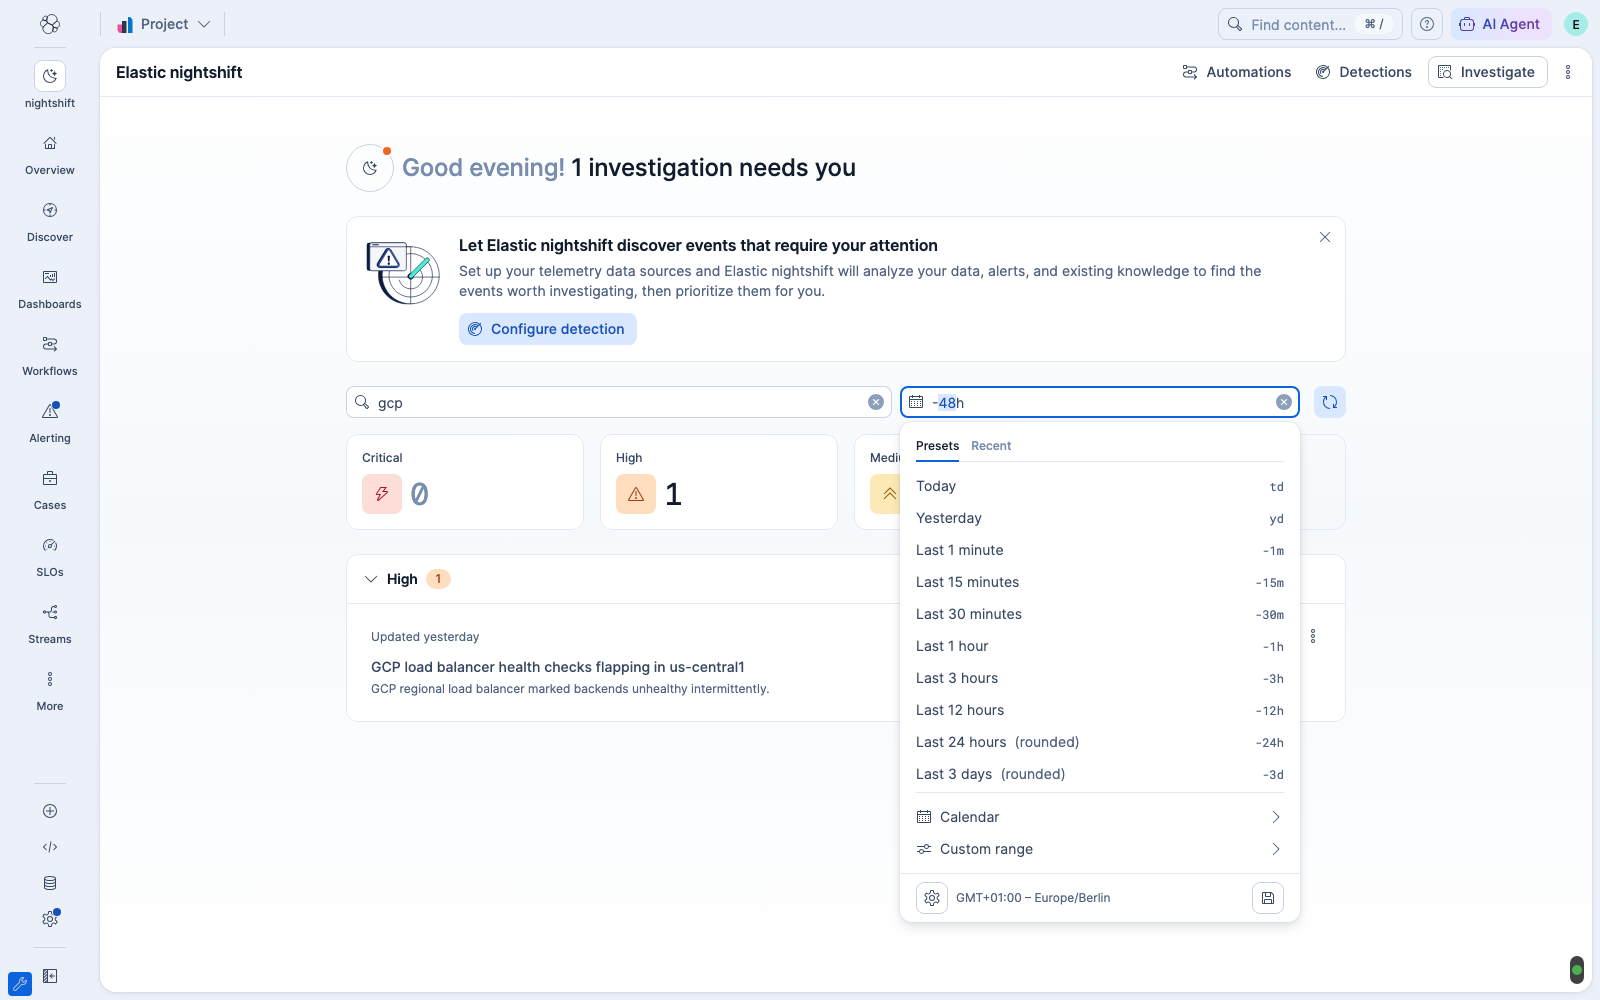 Project
Find content...
⌘ /
AI Agent
E
nightshift
Overview
Discover
Dashboards
Workflows
Alerting
Cases
SLOs
Streams
More
Elastic nightshift
Automations
Detections
Investigate
Good evening! 1 investigation needs you
Let Elastic nightshift discover events that require your attention
Set up your telemetry data sources and Elastic nightshift will analyze your data, alerts, and existing knowledge to find the
events worth investigating, then prioritize them for you.
Configure detection
gcp
-48h
Critical
0
High
1
High 1
Updated yesterday
GCP load balancer health checks flapping in us-central1
GCP regional load balancer marked backends unhealthy intermittently.
Presets Recent
Today td
Yesterday yd
Last 1 minute -1m
Last 15 minutes -15m
Last 30 minutes -30m
Last 1 hour -1h
Last 3 hours -3h
Last 12 hours -12h
Last 24 hours (rounded) -24h
Last 3 days (rounded) -3d
Calendar
Custom range
GMT+01:00 – Europe/Berlin